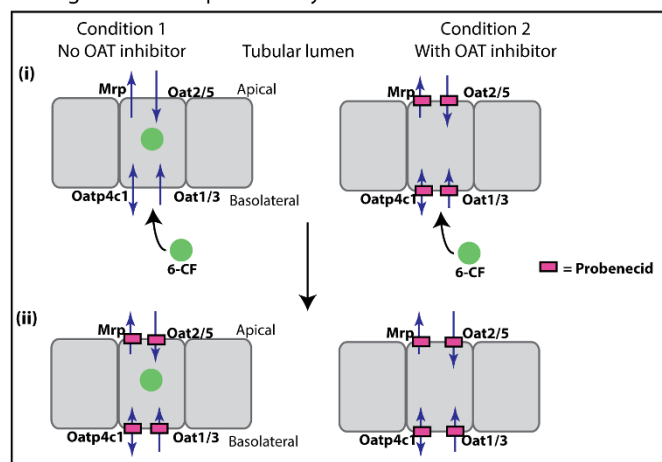 Condition 1
No OAT inhibitor
Tubular lumen
Condition 2
With OAT inhibitor
(i)
Mrp
Oat2/5
Apical
Mrp
Oat2/5
Oatp4c1
Oat1/3
Basolateral
Oatp4c1
Oat1/3
6-CF
6-CF
= Probenecid
(ii)
Mrp
Oat2/5
Apical
Mrp
Oat2/5
Oatp4c1
Oat1/3
Basolateral
Oatp4c1
Oat1/3